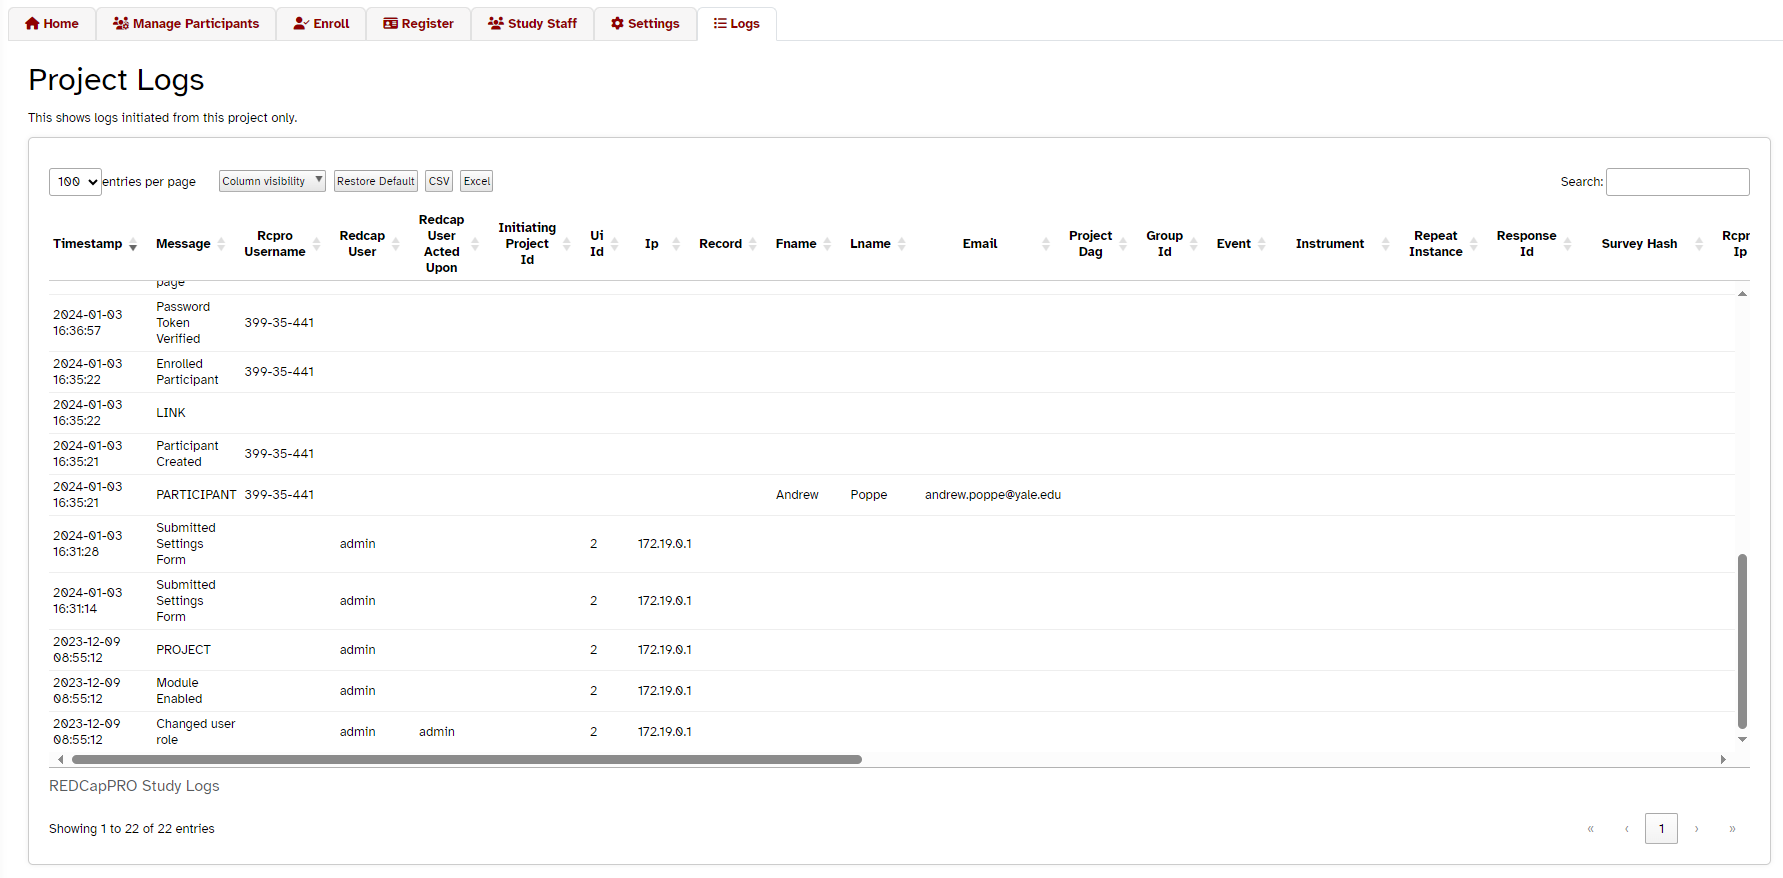 Home Manage Participants Enroll Register Study Staff Settings Logs
Project Logs
This shows logs initiated from this project only.
100 entries per page Column visibility Restore Default CSV Excel Search:
Timestamp Message Rcpro Username Redcap User Redcap User Acted Upon Initiating Project Id Ui Id Ip Record Fname Lname Email Project Dag Group Id Event Instrument Repeat Instance Response Id Survey Hash Rcpr Ip
page
2024-01-03 16:36:57 Password Token Verified 399-35-441
2024-01-03 16:35:22 Enrolled Participant 399-35-441
2024-01-03 16:35:22 LINK
2024-01-03 16:35:21 Participant Created 399-35-441
2024-01-03 16:35:21 PARTICIPANT 399-35-441 Andrew Poppe andrew.poppe@yale.edu
2024-01-03 16:31:28 Submitted Settings Form admin 2 172.19.0.1
2024-01-03 16:31:14 Submitted Settings Form admin 2 172.19.0.1
2023-12-09 08:55:12 PROJECT admin 2 172.19.0.1
2023-12-09 08:55:12 Module Enabled admin 2 172.19.0.1
2023-12-09 08:55:12 Changed user role admin admin 2 172.19.0.1
REDCapPRO Study Logs
Showing 1 to 22 of 22 entries « ‹ 1 › »